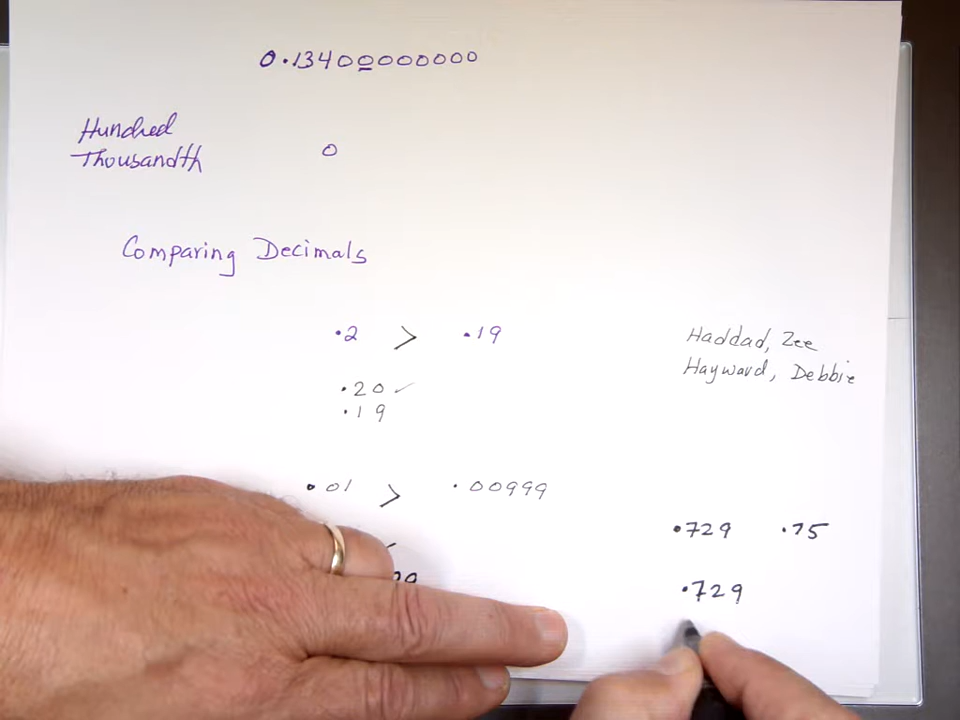 0.13400000000
Hundred
Thousandth
0
Comparing Decimals
.2 > .19
Haddad, Zee
Hayward, Debbie
.20 ✓
.19
.01 > .00999
.729 .75
.729